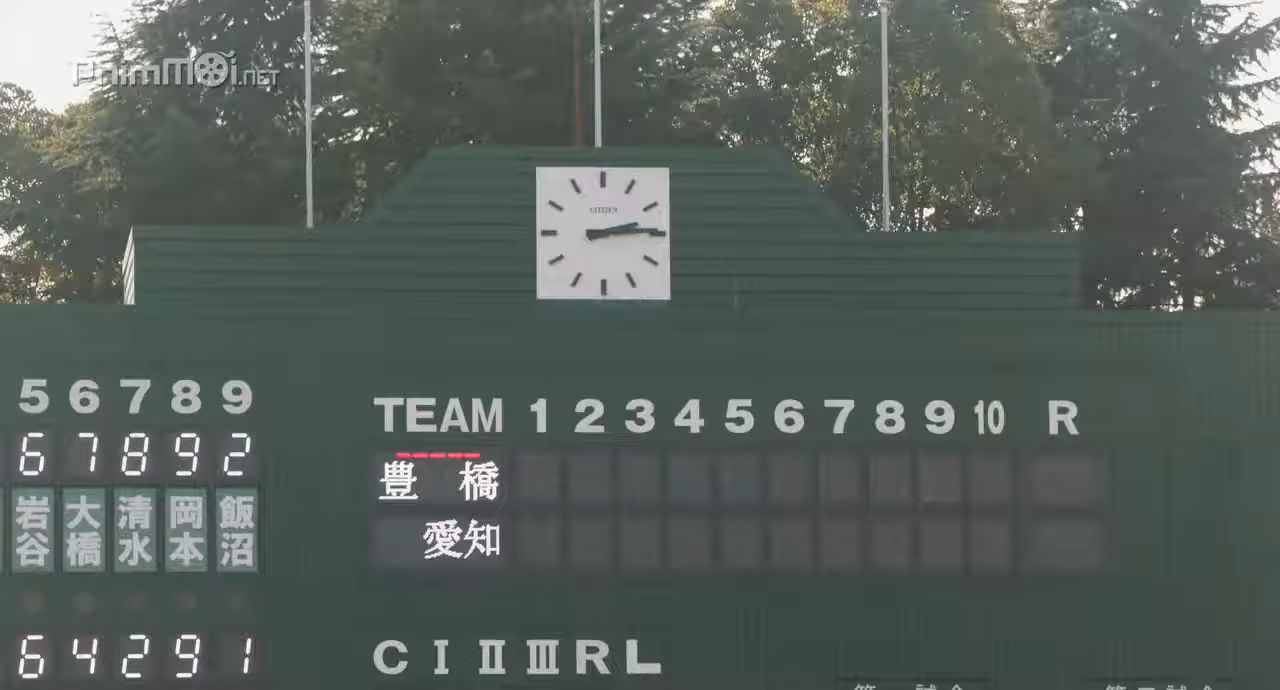 PhimMoi.NET
CITIZEN
5 6 7 8 9
6 7 8 9 2
岩谷 大橋 清水 岡本 飯沼
6 4 2 9 1
TEAM 1 2 3 4 5 6 7 8 9 10 R
豊橋
愛知
C I II III R L